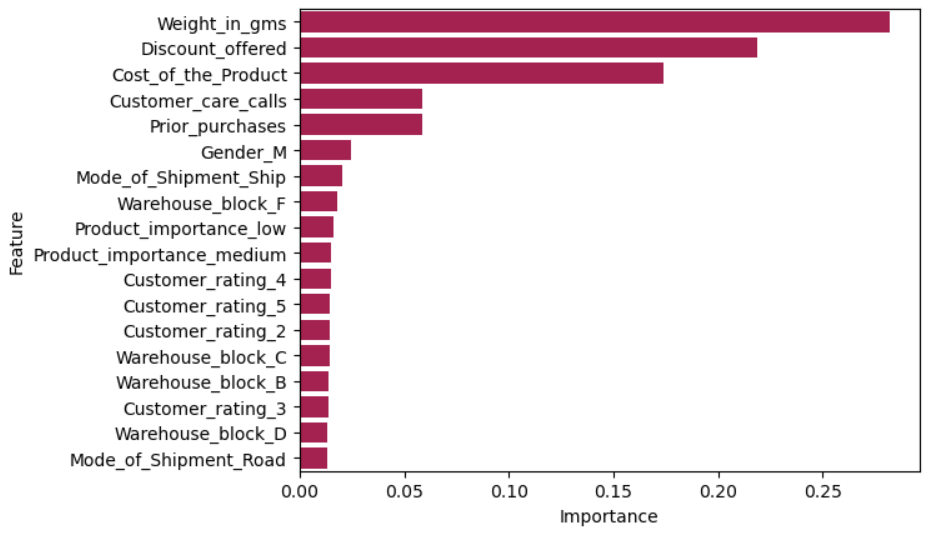 Weight_in_gms
Discount_offered
Cost_of_the_Product
Customer_care_calls
Prior_purchases
Gender_M
Mode_of_Shipment_Ship
Warehouse_block_F
Product_importance_low
Product_importance_medium
Customer_rating_4
Customer_rating_5
Customer_rating_2
Warehouse_block_C
Warehouse_block_B
Customer_rating_3
Warehouse_block_D
Mode_of_Shipment_Road
Feature
0.00 0.05 0.10 0.15 0.20 0.25
Importance